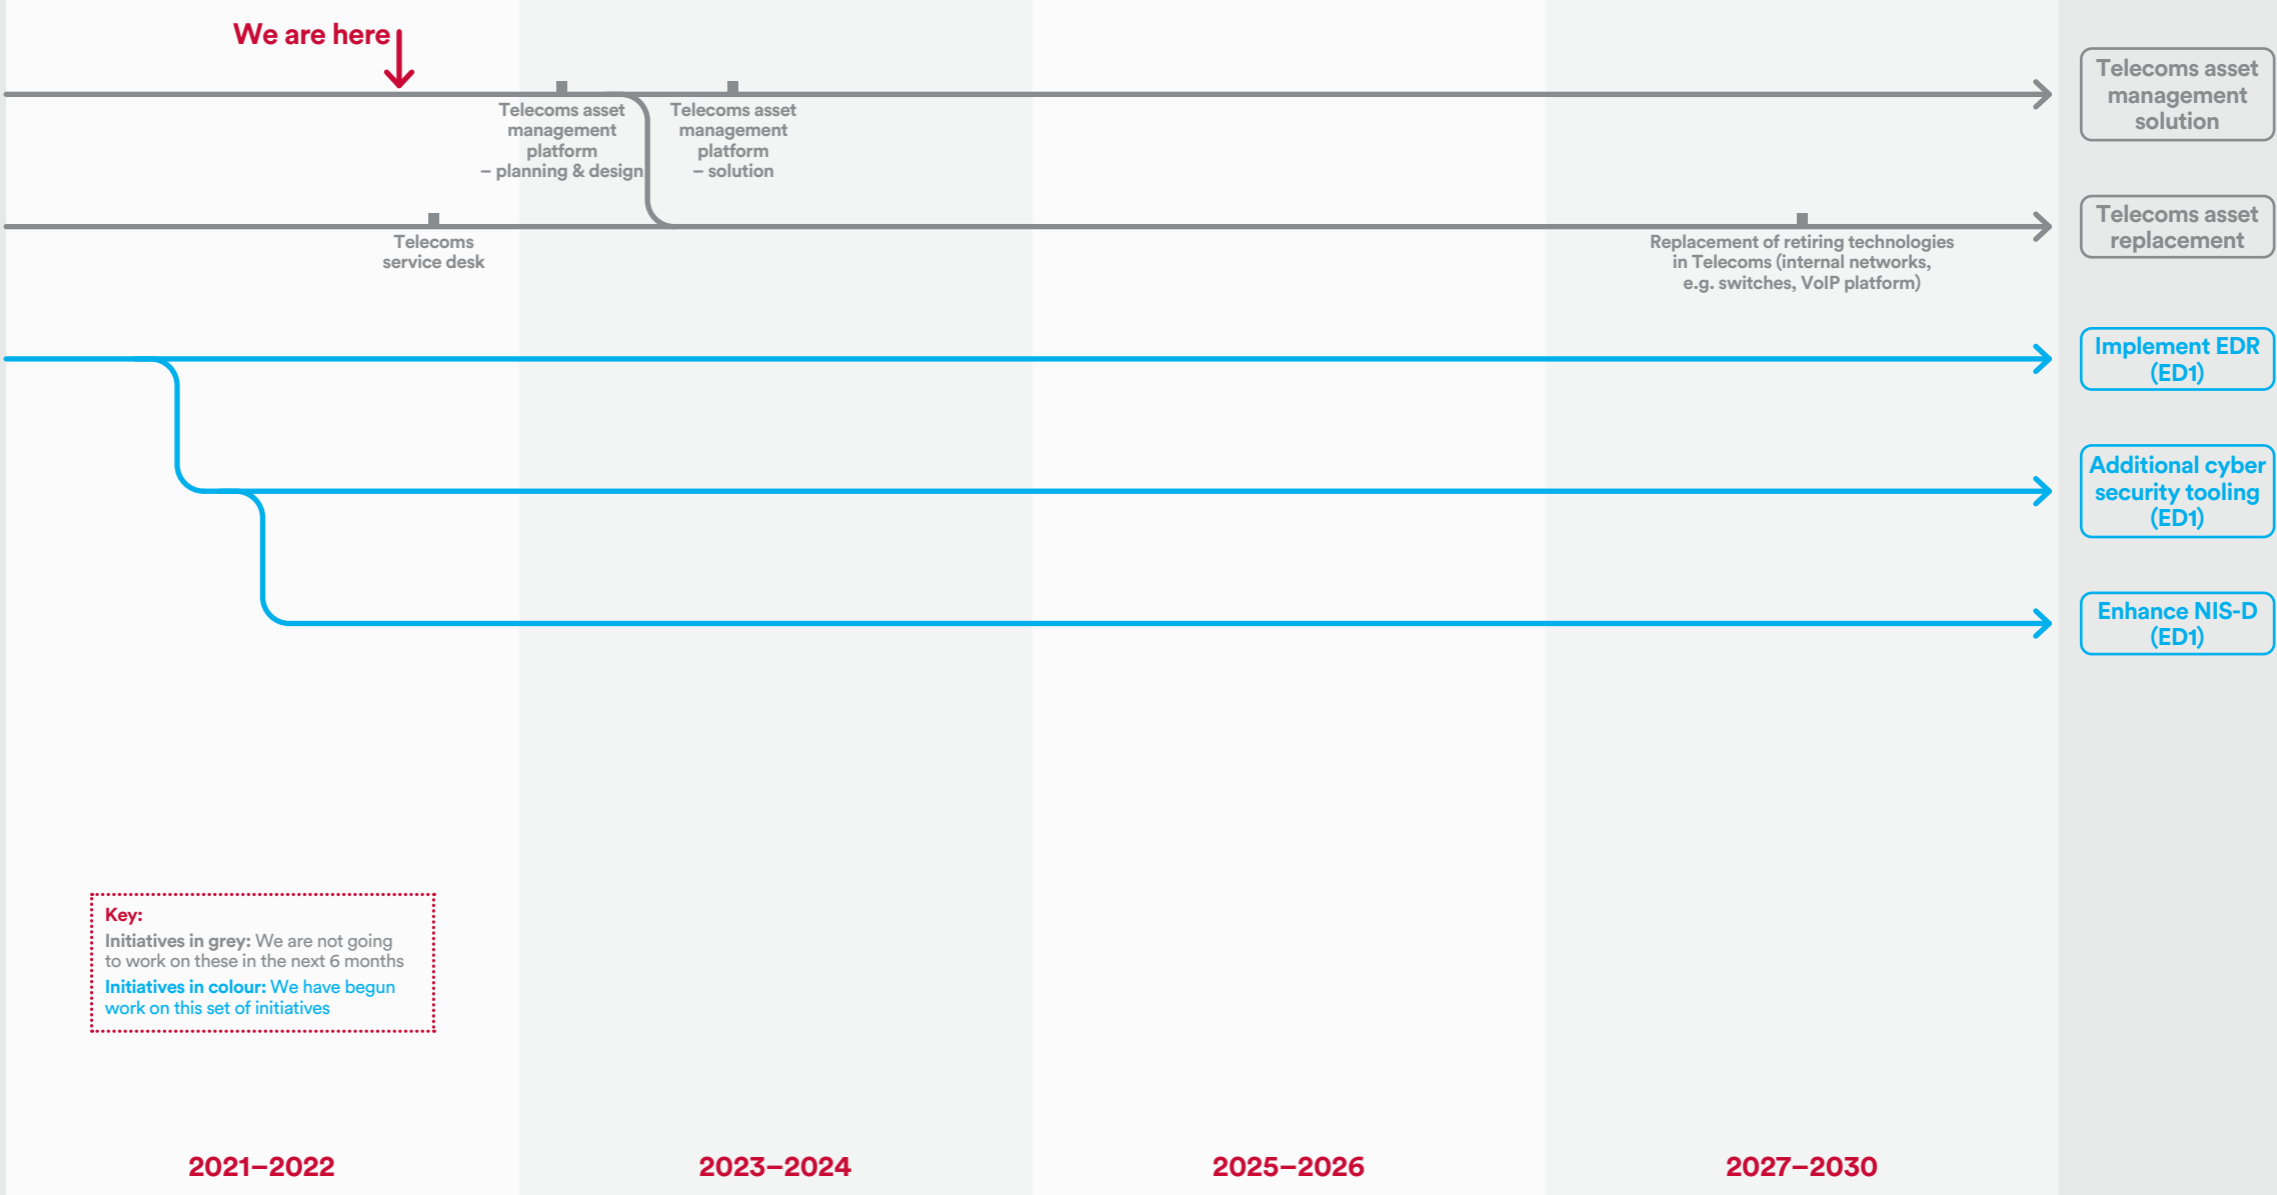 We are here
Telecoms asset
management
platform
– planning & design
Telecoms asset
management
platform
– solution
Telecoms asset
management
solution
Telecoms
service desk
Replacement of retiring technologies
in Telecoms (internal networks,
e.g. switches, VoIP platform)
Telecoms asset
replacement
Implement EDR
(ED1)
Additional cyber
security tooling
(ED1)
Enhance NIS-D
(ED1)
Key:
Initiatives in grey: We are not going
to work on these in the next 6 months
Initiatives in colour: We have begun
work on this set of initiatives
2021–2022
2023–2024
2025–2026
2027–2030